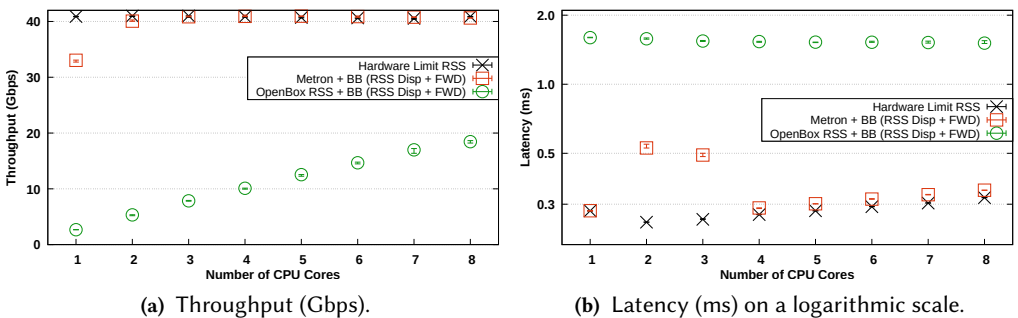 40
30
20
10
0
Throughput (Gbps)
Hardware Limit RSS
Metron + BB (RSS Disp + FWD)
OpenBox RSS + BB (RSS Disp + FWD)
1 2 3 4 5 6 7 8
Number of CPU Cores
(a) Throughput (Gbps).
2.0
1.0
0.5
0.3
Latency (ms)
Hardware Limit RSS
Metron + BB (RSS Disp + FWD)
OpenBox RSS + BB (RSS Disp + FWD)
1 2 3 4 5 6 7 8
Number of CPU Cores
(b) Latency (ms) on a logarithmic scale.